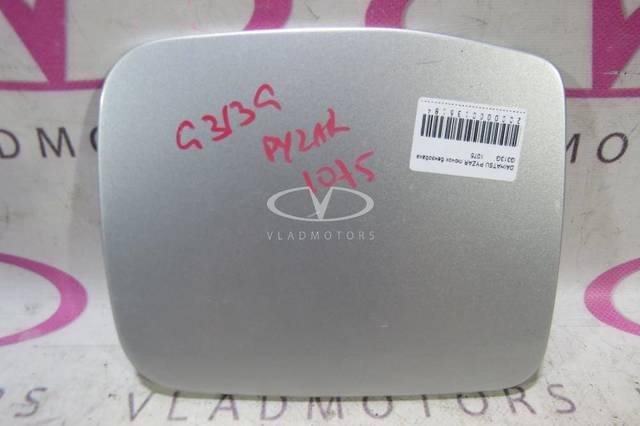 G313G
PYZAR
1075
VLADMOTORS
DAIHATSU PYZAR лючок бензобака
G313G 1075
VLADMOTORS